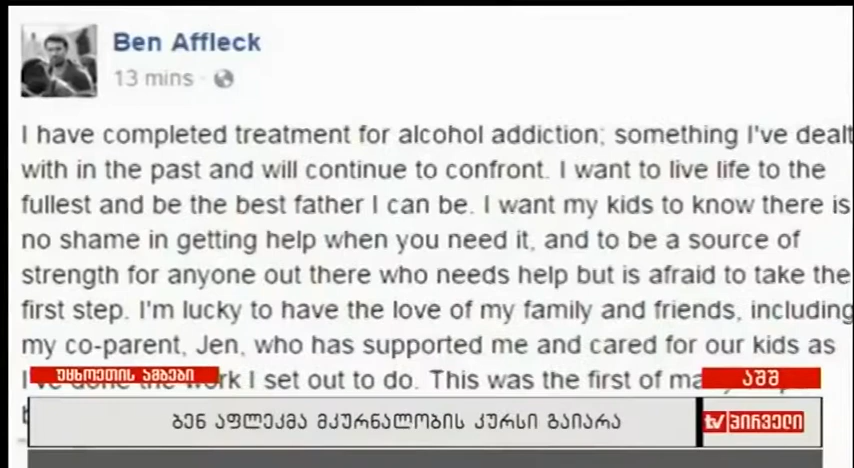 Ben Affleck
13 mins
I have completed treatment for alcohol addiction; something I've dealt
with in the past and will continue to confront. I want to live life to the
fullest and be the best father I can be. I want my kids to know there is
no shame in getting help when you need it, and to be a source of
strength for anyone out there who needs help but is afraid to take the
first step. I'm lucky to have the love of my family and friends, including
my co-parent, Jen, who has supported me and cared for our kids as
I set out to do. This was the first of
უცხოეთის ამბები
აშშ
ბენ აფლეკმა მკურნალობის კურსი გაიარა
tv პირველი